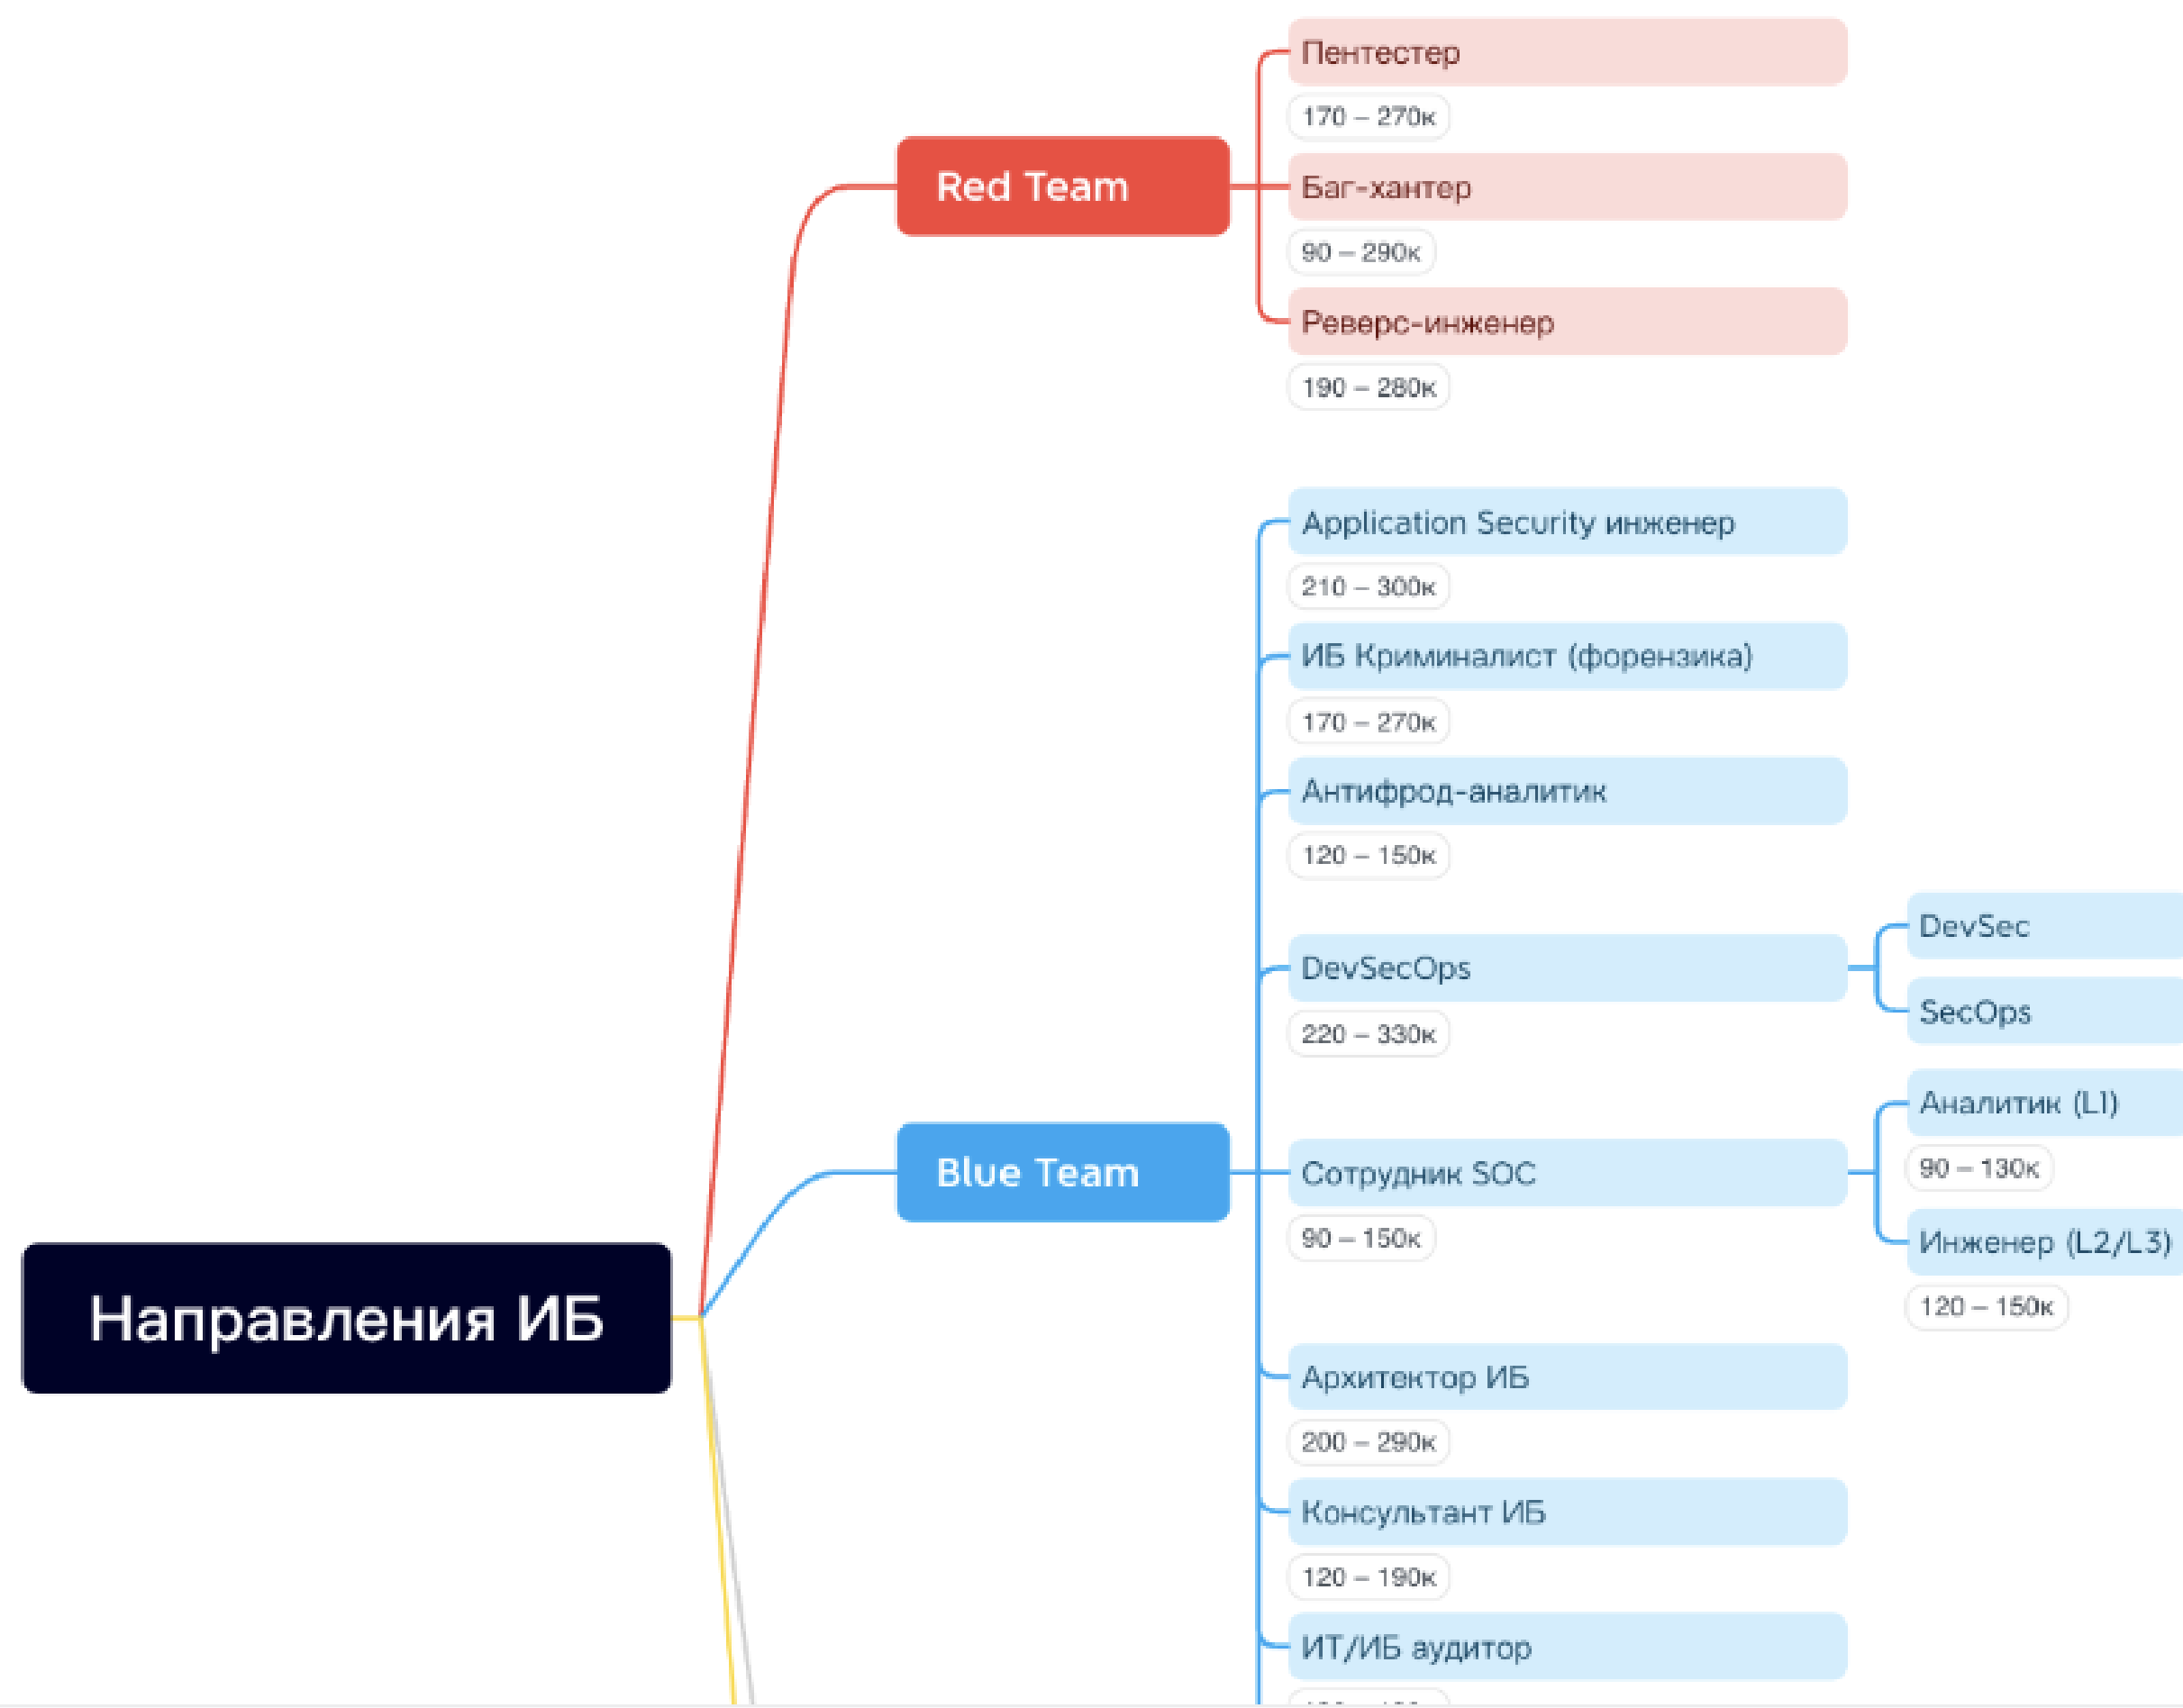 Пентестер
170 – 270к
Red Team
Баг-хантер
90 – 290к
Реверс-инженер
190 – 280к
Application Security инженер
210 – 300к
ИБ Криминалист (форензика)
170 – 270к
Антифрод-аналитик
120 – 150к
DevSecOps
220 – 330к
DevSec
SecOps
Blue Team
Сотрудник SOC
90 – 150к
Аналитик (L1)
90 – 130к
Инженер (L2/L3)
120 – 150к
Направления ИБ
Архитектор ИБ
200 – 290к
Консультант ИБ
120 – 190к
ИТ/ИБ аудитор